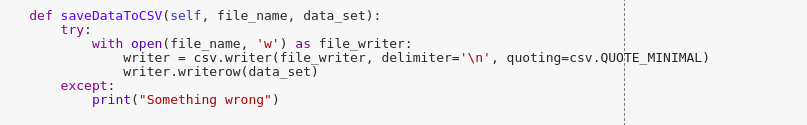 def saveDataToCSV(self, file_name, data_set):
    try:
        with open(file_name, 'w') as file_writer:
            writer = csv.writer(file_writer, delimiter='\n', quoting=csv.QUOTE_MINIMAL)
            writer.writerow(data_set)
    except:
        print("Something wrong")